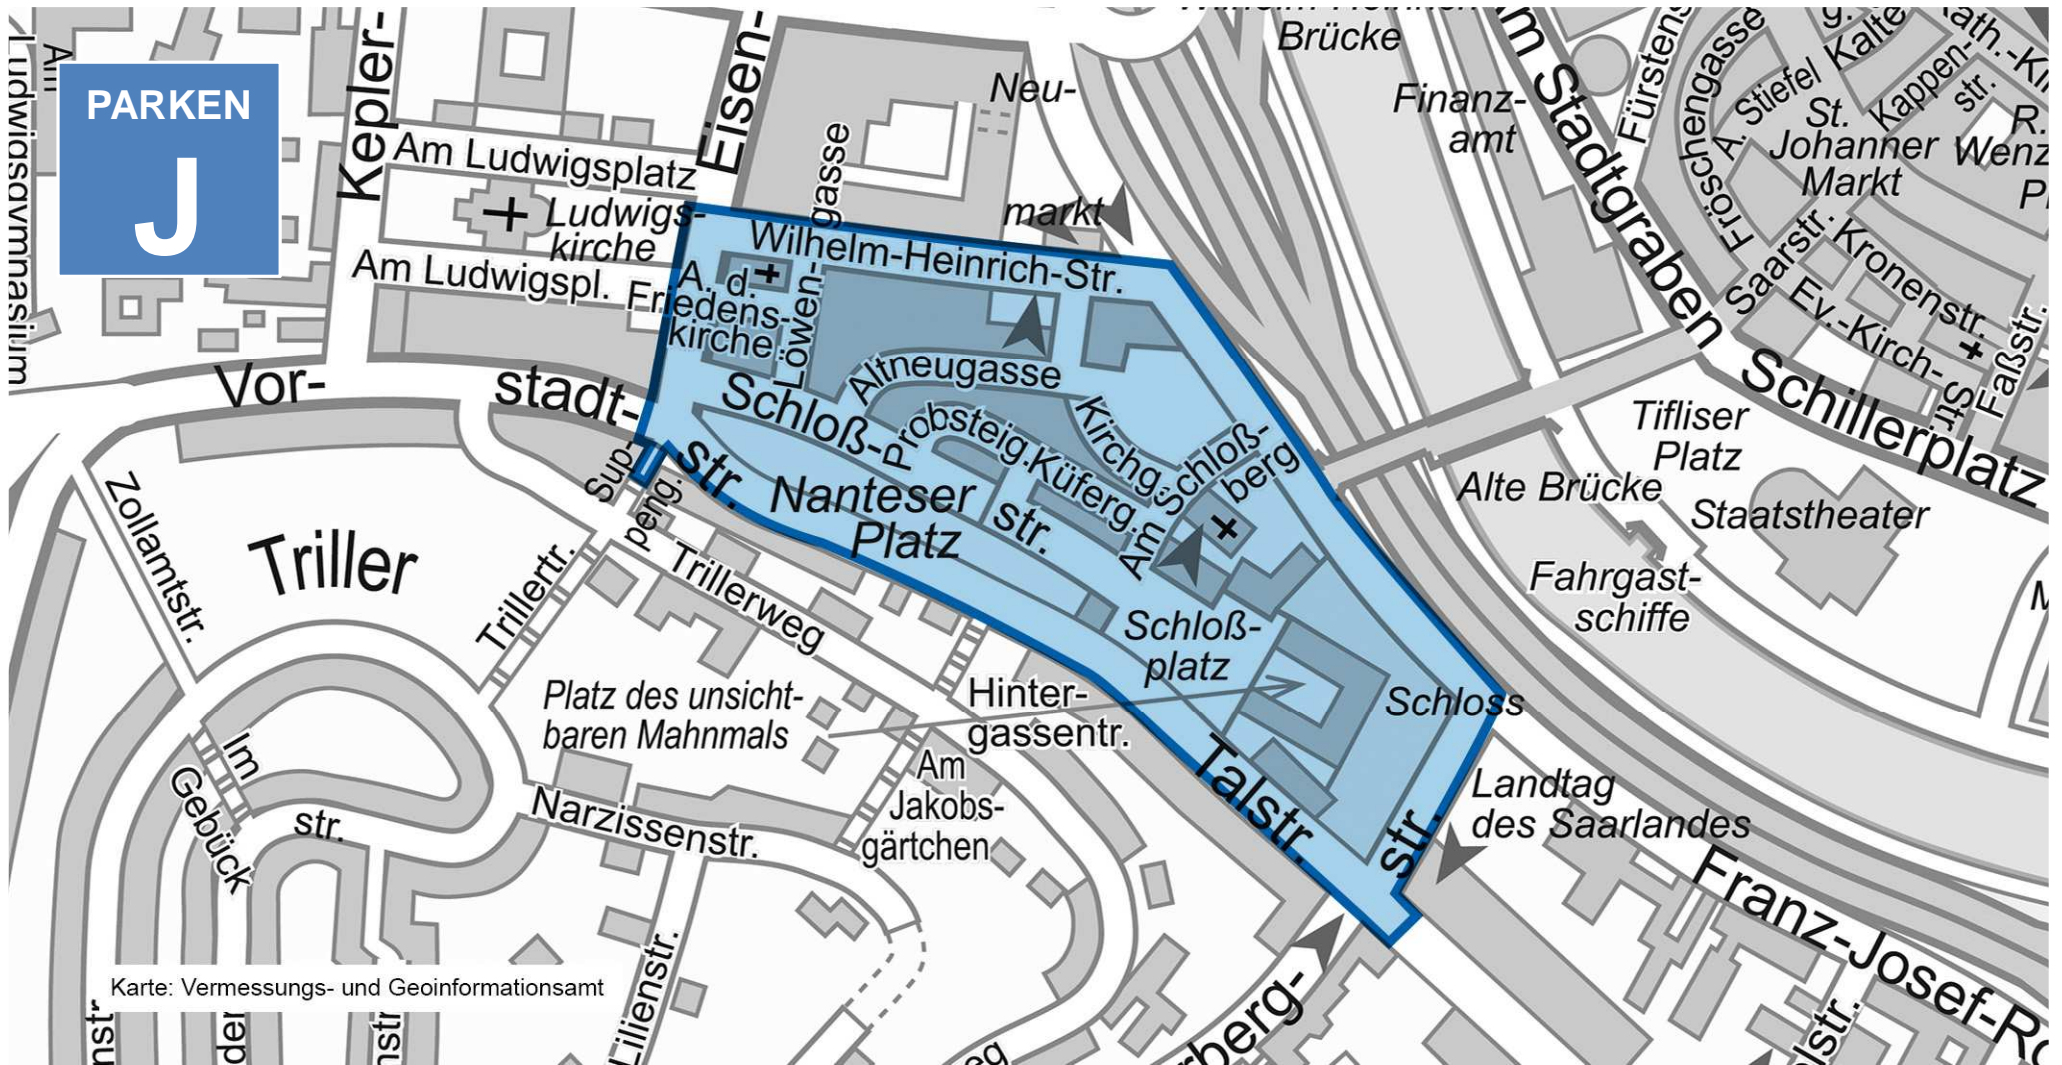 PARKEN
J
Am
Ludwigsgymnasium
Kepler-
Eisen-
Am Ludwigsplatz
Ludwigs-
kirche
Am Ludwigspl.
gasse
Löwen-
Neu-
markt
Brücke
Finanz-
amt
Am Stadtgraben
Fröschengasse
A. Stiefel
Kappen-
str.
St.
Johanner
Markt
Saarstr.
Kronenstr.
Ev.-Kirch-
Str.
Faßstr.
Schillerplatz
Tifliser
Platz
Staatstheater
Alte Brücke
Fahrgast-
schiffe
Wilhelm-Heinrich-Str.
A. d.
Friedens-
kirche
Altneugasse
Schloß-
str.
Probsteig.
Küferg.
Kirchg.
Am Schloß-
berg
Nanteser
Platz
Schloß-
platz
Schloss
Vor-
stadt-
str.
Sup-
peng.
Zollamtstr.
Triller
Trillertr.
Trillerweg
Platz des unsicht-
baren Mahnmals
Hinter-
gassentr.
Am
Jakobs-
gärtchen
Talstr.
str.
Landtag
des Saarlandes
Franz-Josef-
Im
Gebück
str.
Narzissenstr.
Lilienstr.
Karte: Vermessungs- und Geoinformationsamt